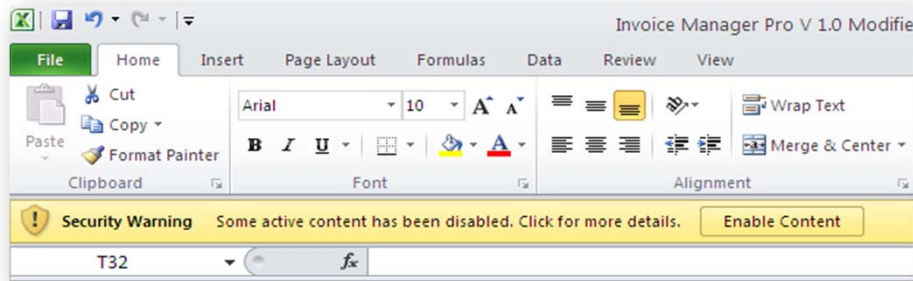 Invoice Manager Pro V 1.0 Modifie
File Home Insert Page Layout Formulas Data Review View
Cut
Copy
Paste
Format Painter
Arial 10 A A
B I U A
Wrap Text
Merge & Center
Clipboard Font Alignment
! Security Warning Some active content has been disabled. Click for more details. Enable Content
T32 fx